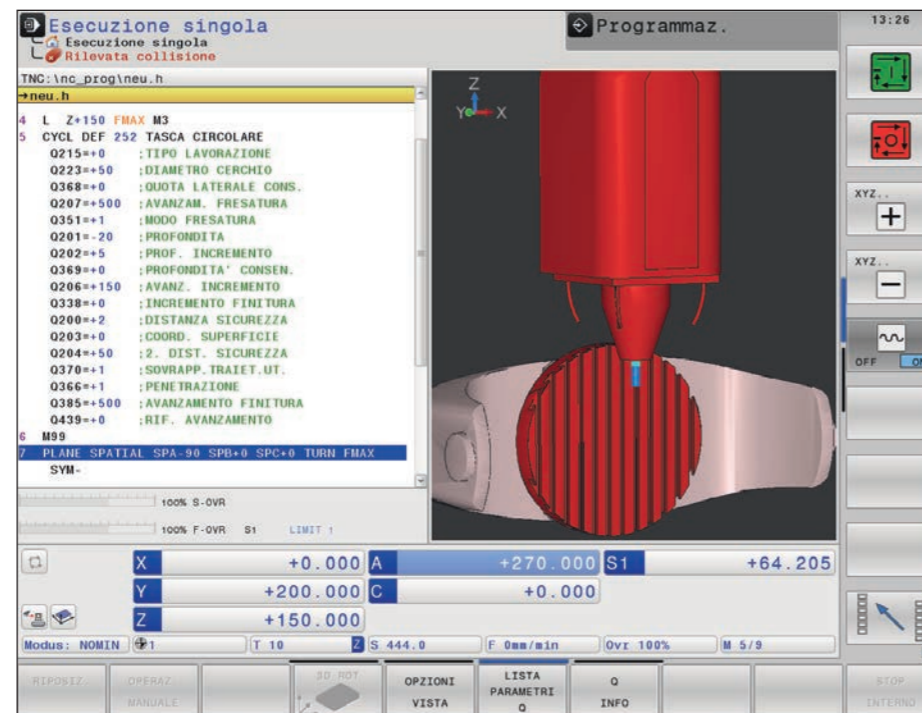 Esecuzione singola
Esecuzione singola
Rilevata collisione
Programmaz.
13:26
TNC:\nc_prog\neu.h
→neu.h
4 L Z+150 FMAX M3
5 CYCL DEF 252 TASCA CIRCOLARE
Q215=+0 ;TIPO LAVORAZIONE
Q223=+50 ;DIAMETRO CERCHIO
Q368=+0 ;QUOTA LATERALE CONS.
Q207=+500 ;AVANZAM. FRESATURA
Q351=+1 ;MODO FRESATURA
Q201=-20 ;PROFONDITA
Q202=+5 ;PROF. INCREMENTO
Q369=+0 ;PROFONDITA' CONSEN.
Q206=+150 ;AVANZ. INCREMENTO
Q338=+0 ;INCREMENTO FINITURA
Q200=+2 ;DISTANZA SICUREZZA
Q203=+0 ;COORD. SUPERFICIE
Q204=+50 ;2. DIST. SICUREZZA
Q370=+1 ;SOVRAPP.TRAIET.UT.
Q366=+1 ;PENETRAZIONE
Q385=+500 ;AVANZAMENTO FINITURA
Q439=+0 ;RIF. AVANZAMENTO
6 M99
7 PLANE SPATIAL SPA-90 SPB+0 SPC+0 TURN FMAX
SYM-
Z
Y X
XYZ..
XYZ..
OFF ON
100% S-OVR
100% F-OVR S1 LIMIT 1
X +0.000 A +270.000 S1 +64.205
Y +200.000 C +0.000
Z +150.000
Modus: NOMIN 1 T 10 Z S 444.0 F 0mm/min Ovr 100% M 5/9
RIPOSIZ.
OPERAZ. MANUALE
3D ROT
OPZIONI VISTA
LISTA PARAMETRI Q
Q INFO
STOP INTERNO